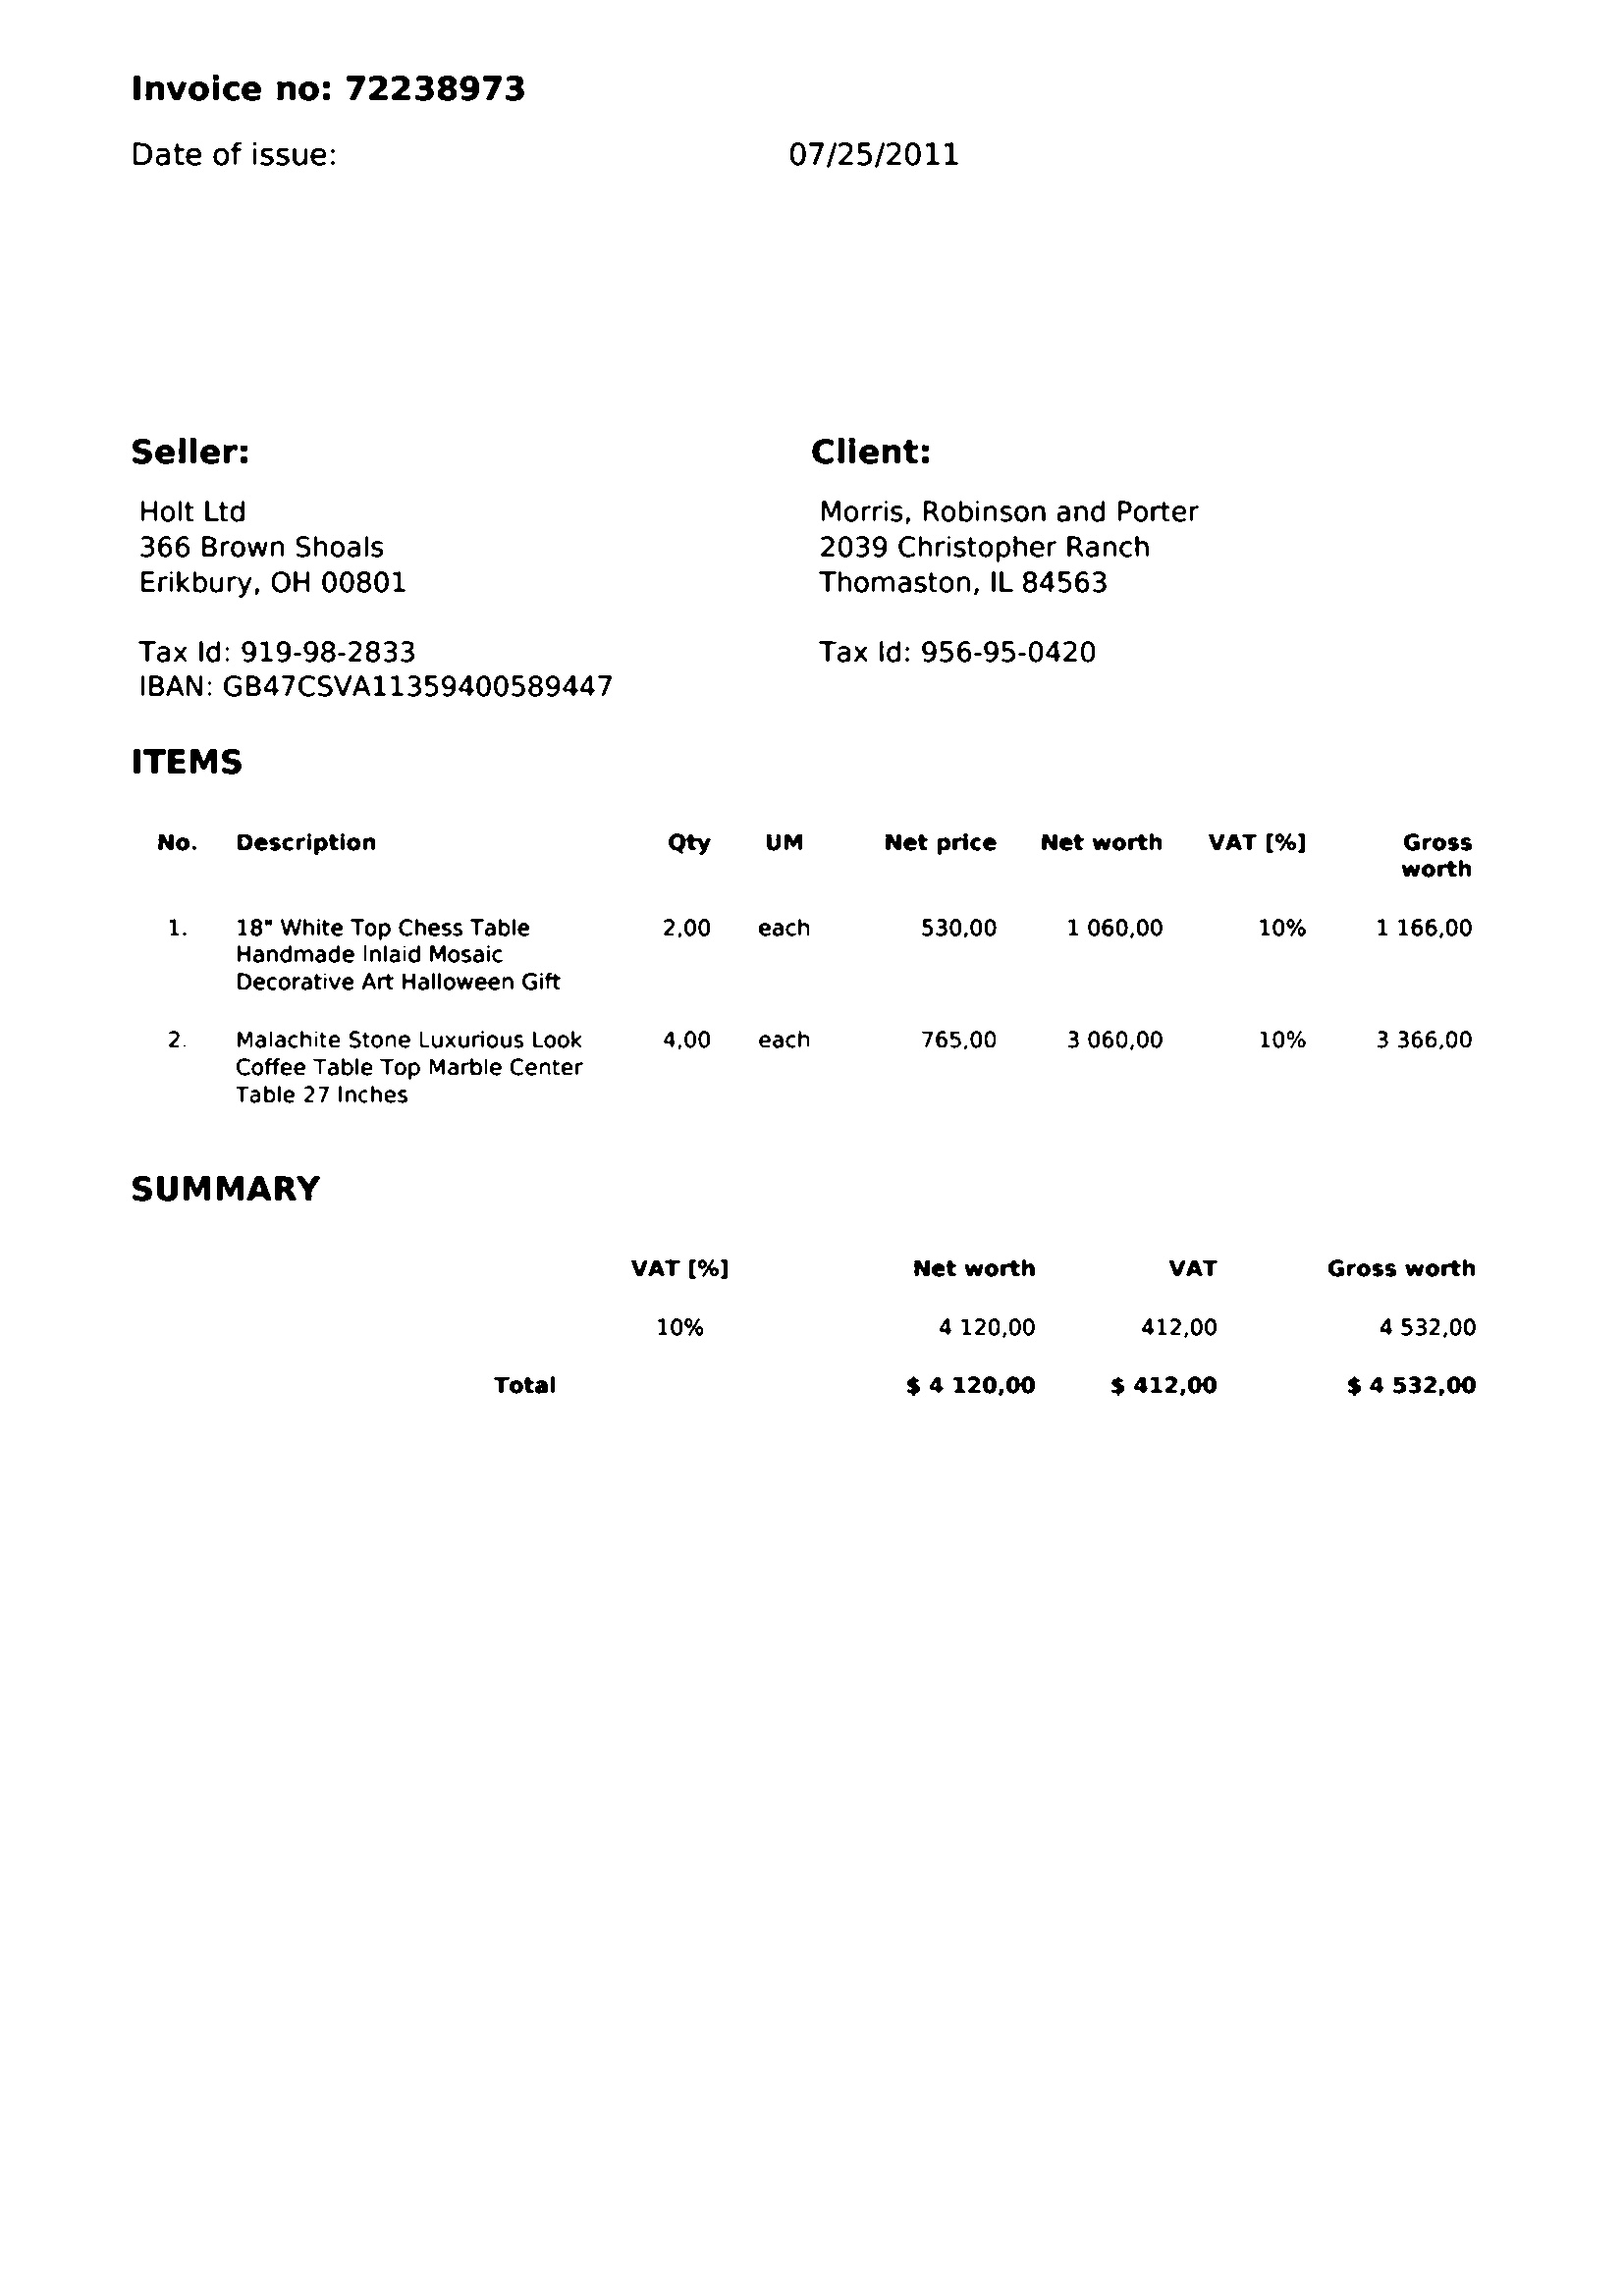 Invoice no: 72238973
Date of issue: 07/25/2011
Seller:
Holt Ltd
366 Brown Shoals
Erikbury, OH 00801
Tax Id: 919-98-2833
IBAN: GB47CSVA11359400589447
Client:
Morris, Robinson and Porter
2039 Christopher Ranch
Thomaston, IL 84563
Tax Id: 956-95-0420
ITEMS
No. Description Qty UM Net price Net worth VAT [%] Gross
worth
1. 18" White Top Chess Table 2,00 each 530,00 1 060,00 10% 1 166,00
Handmade Inlaid Mosaic
Decorative Art Halloween Gift
2. Malachite Stone Luxurious Look 4,00 each 765,00 3 060,00 10% 3 366,00
Coffee Table Top Marble Center
Table 27 Inches
SUMMARY
VAT [%] Net worth VAT Gross worth
10% 4 120,00 412,00 4 532,00
Total $ 4 120,00 $ 412,00 $ 4 532,00